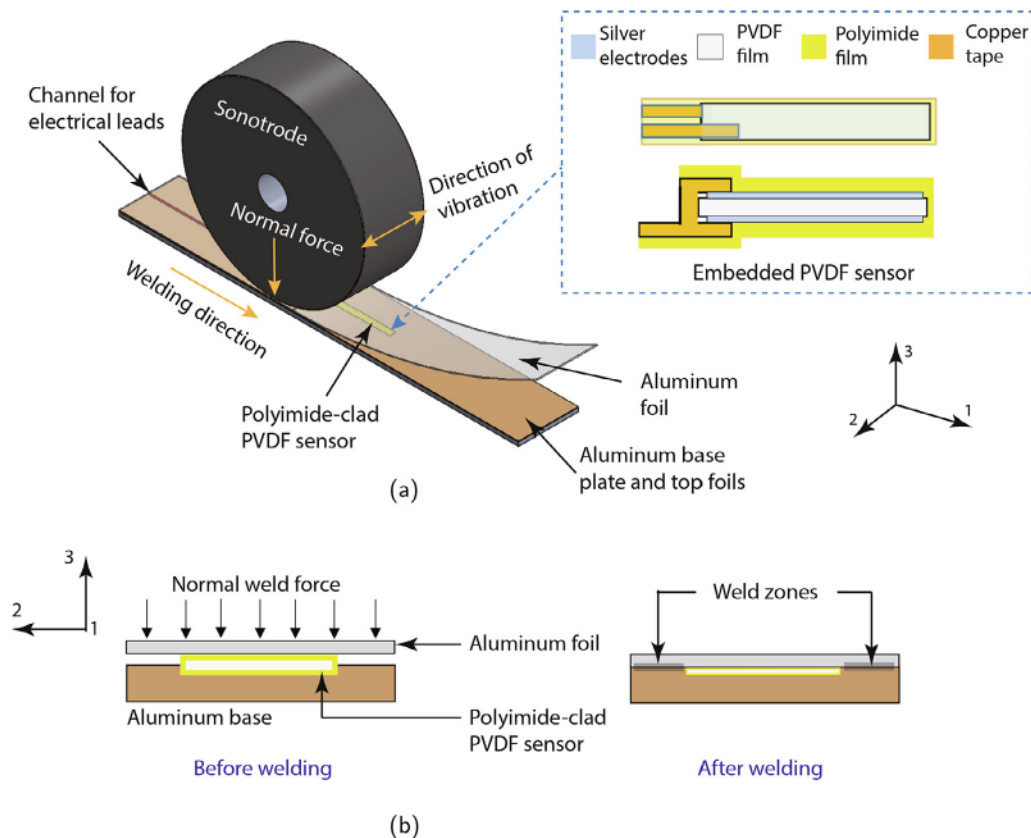 Silver
electrodes
PVDF
film
Polyimide
film
Copper
tape
Embedded PVDF sensor
Channel for
electrical leads
Sonotrode
Direction of
vibration
Normal force
Welding direction
Polyimide-clad
PVDF sensor
Aluminum
foil
Aluminum base
plate and top foils
3
2
1
(a)
3
2
1
Normal weld force
Aluminum foil
Aluminum base
Polyimide-clad
PVDF sensor
Before welding
Weld zones
After welding
(b)